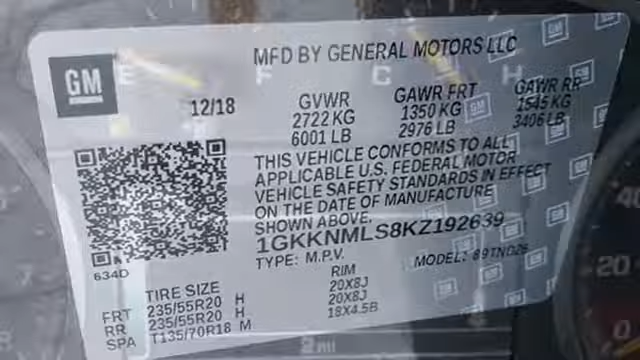 GM
MFD BY GENERAL MOTORS LLC
12/18
GVWR GAWR FRT GAWR RR
2722 KG 1350 KG 1545 KG
6001 LB 2976 LB 3406 LB
THIS VEHICLE CONFORMS TO ALL
APPLICABLE U.S. FEDERAL MOTOR
VEHICLE SAFETY STANDARDS IN EFFECT
ON THE DATE OF MANUFACTURE
SHOWN ABOVE.
1GKKNMLS8KZ192639
TYPE: M.P.V. MODEL:
634D
TIRE SIZE RIM
FRT 235/55R20 H 20X8J
RR 235/55R20 H 20X8J
SPA T135/70R18 M 18X4.5B
E F C H
20
0